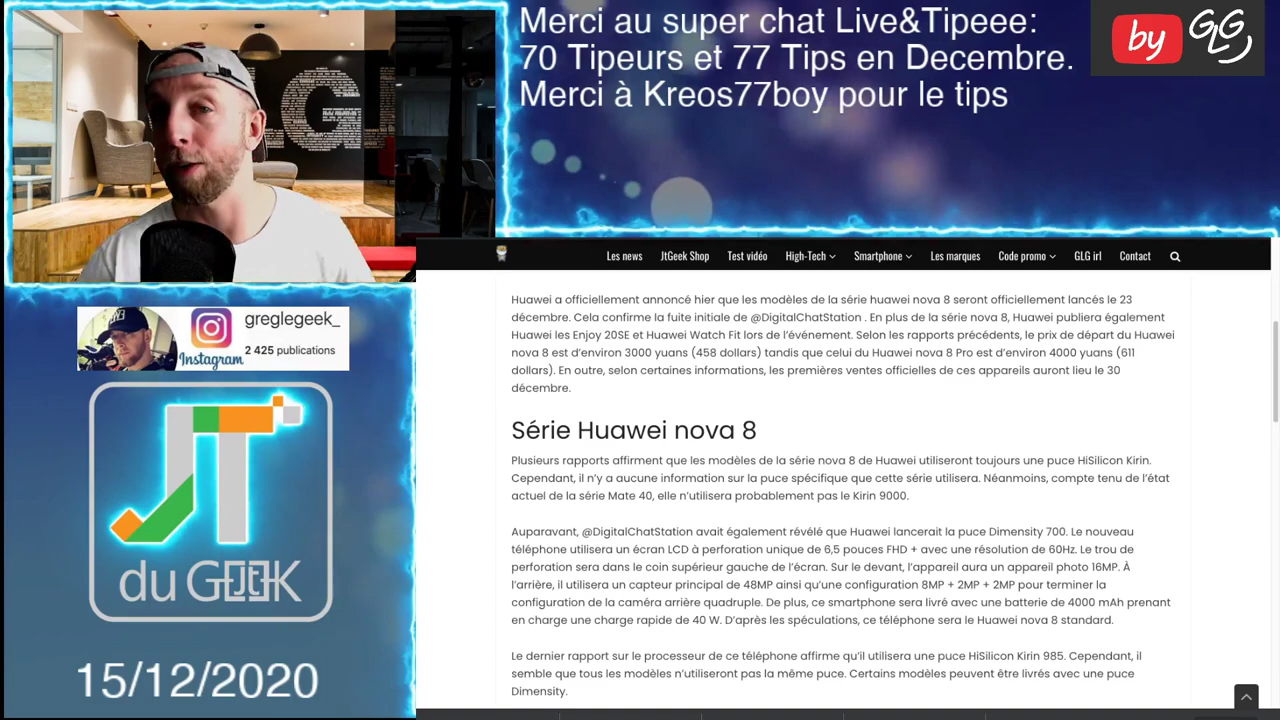 Merci au super chat Live&Tipeee:
70 Tipeurs et 77 Tips en Decembre.
Merci à Kreox77boy pour le tips
by GLG
Les news JtGeek Shop Test vidéo High-Tech Smartphone Les marques Code promo GLG irl Contact
Huawei a officiellement annoncé hier que les modèles de la série huawei nova 8 seront officiellement lancés le 23
décembre. Cela confirme la fuite initiale de @DigitalChatStation . En plus de la série nova 8, Huawei publiera également
Huawei les Enjoy 20SE et Huawei Watch Fit lors de l’événement. Selon les rapports précédents, le prix de départ du Huawei
nova 8 est d’environ 3000 yuans (458 dollars) tandis que celui du Huawei nova 8 Pro est d’environ 4000 yuans (611
dollars). En outre, selon certaines informations, les premières ventes officielles de ces appareils auront lieu le 30
décembre.
Série Huawei nova 8
Plusieurs rapports affirment que les modèles de la série nova 8 de Huawei utiliseront toujours une puce HiSilicon Kirin.
Cependant, il n’y a aucune information sur la puce spécifique que cette série utilisera. Néanmoins, compte tenu de l’état
actuel de la série Mate 40, elle n’utilisera probablement pas le Kirin 9000.
Auparavant, @DigitalChatStation avait également révélé que Huawei lancerait la puce Dimensity 700. Le nouveau
téléphone utilisera un écran LCD à perforation unique de 6,5 pouces FHD + avec une résolution de 60Hz. Le trou de
perforation sera dans le coin supérieur gauche de l’écran. Sur le devant, l’appareil aura un appareil photo 16MP. À
l’arrière, il utilisera un capteur principal de 48MP ainsi qu’une configuration 8MP + 2MP + 2MP pour terminer la
configuration de la caméra arrière quadruple. De plus, ce smartphone sera livré avec une batterie de 4000 mAh prenant
en charge une charge rapide de 40 W. D’après les spéculations, ce téléphone sera le Huawei nova 8 standard.
Le dernier rapport sur le processeur de ce téléphone affirme qu’il utilisera une puce HiSilicon Kirin 985. Cependant, il
semble que tous les modèles n’utiliseront pas la même puce. Certains modèles peuvent être livrés avec une puce
Dimensity.
greglegeek_
Instagram 2 425 publications
JT
du GEEK
15/12/2020